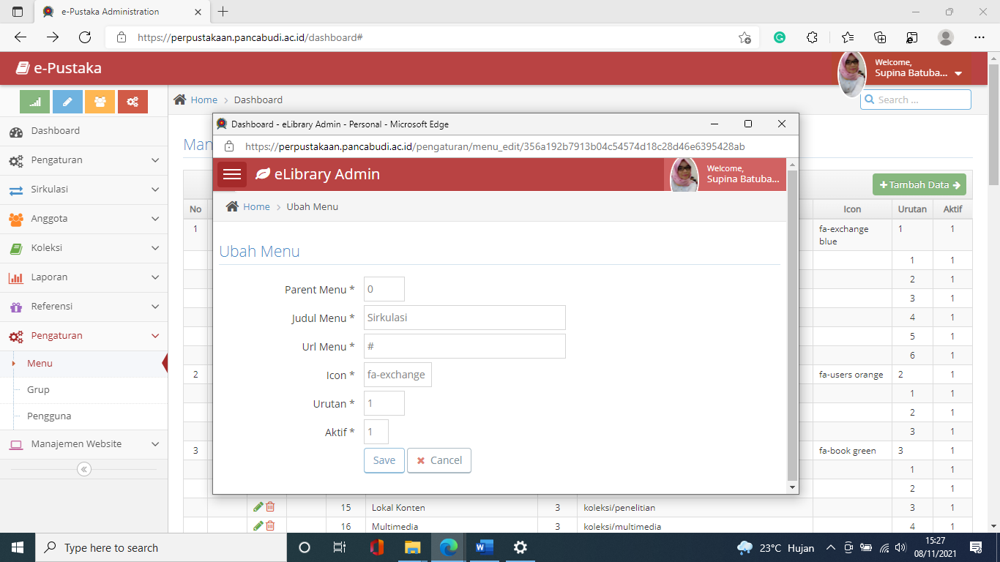 e-Pustaka Administration
https://perpustakaan.pancabudi.ac.id/dashboard#
e-Pustaka
Welcome,
Supina Batuba...
Home > Dashboard
Search ...
Dashboard
Pengaturan
Sirkulasi
Anggota
Koleksi
Laporan
Referensi
Pengaturan
Menu
Grup
Pengguna
Manajemen Website
Man
Tambah Data
No Icon Urutan Aktif
1 fa-exchange blue 1 1
1 1
2 1
3 1
4 1
5 1
6 1
2 fa-users orange 2 1
1 1
2 1
3 1
3 fa-book green 3 1
1 1
2 1
15 Lokal Konten 3 koleksi/penelitian 3 1
16 Multimedia 3 koleksi/multimedia 4 1
Dashboard - eLibrary Admin - Personal - Microsoft Edge
https://perpustakaan.pancabudi.ac.id/pengaturan/menu_edit/356a192b7913b04c54574d18c28d46e6395428ab
eLibrary Admin
Welcome,
Supina Batuba...
Home > Ubah Menu
Ubah Menu
Parent Menu * 0
Judul Menu * Sirkulasi
Url Menu * #
Icon * fa-exchange
Urutan * 1
Aktif * 1
Save Cancel
Type here to search
23°C Hujan
15:27
08/11/2021